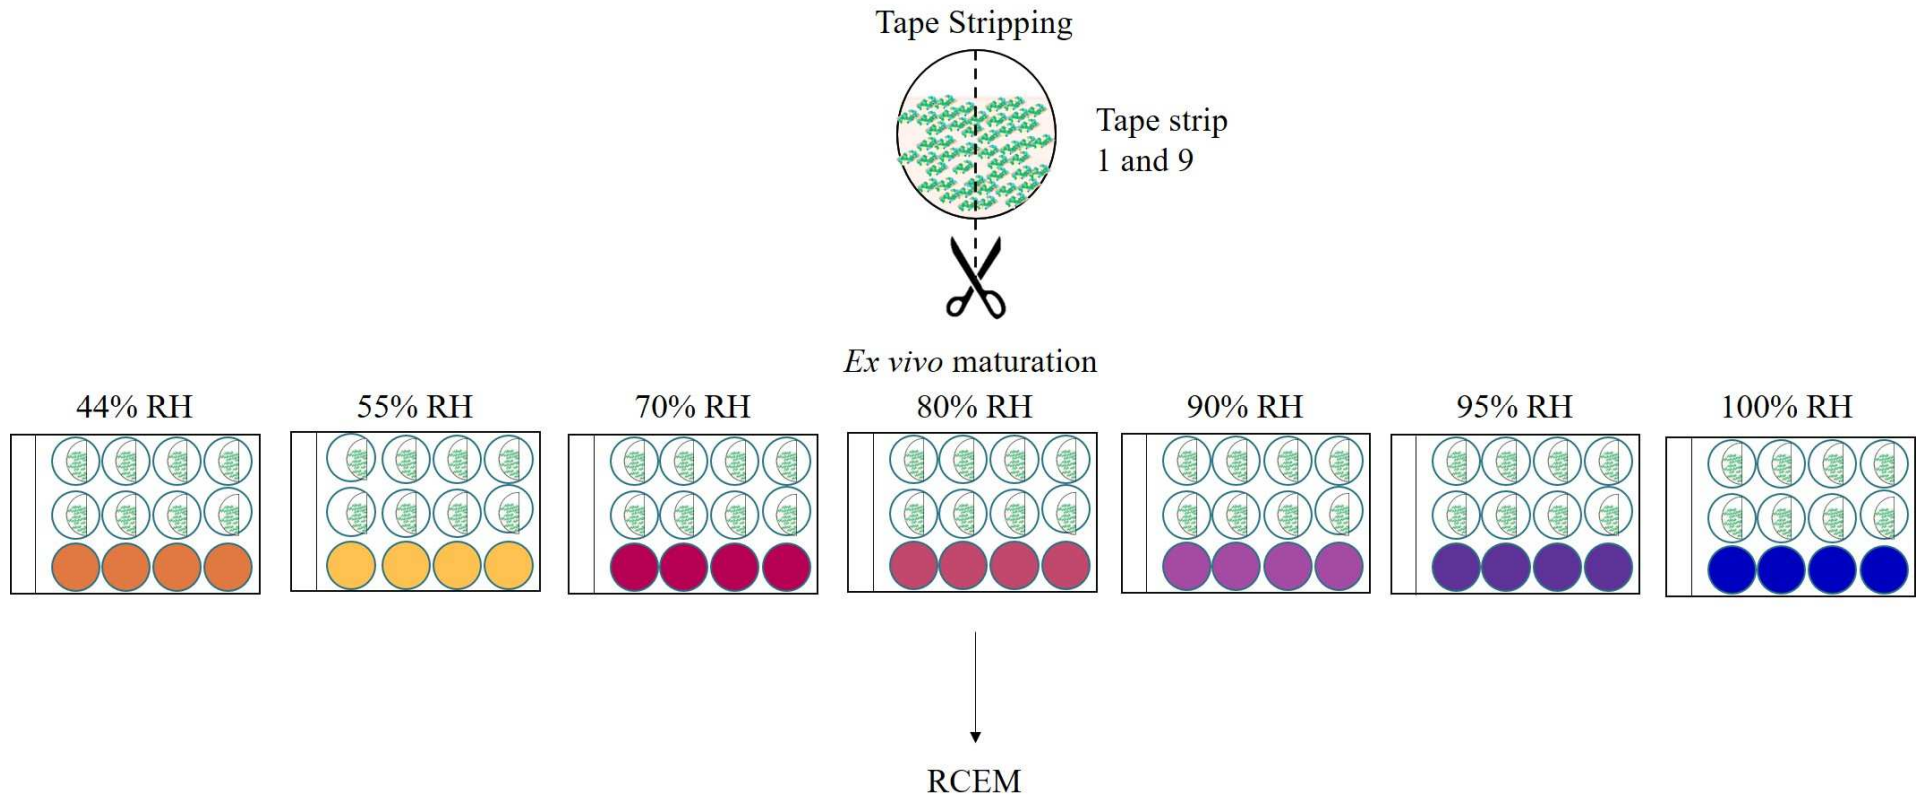 Tape Stripping
Tape strip
1 and 9
Ex vivo maturation
44% RH
55% RH
70% RH
80% RH
90% RH
95% RH
100% RH
RCEM